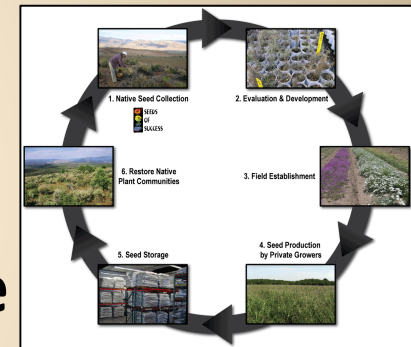 1. Native Seed Collection
SEEDS
OF
SUCCESS
2. Evaluation & Development
3. Field Establishment
4. Seed Production
by Private Growers
5. Seed Storage
6. Restore Native
Plant Communities
e